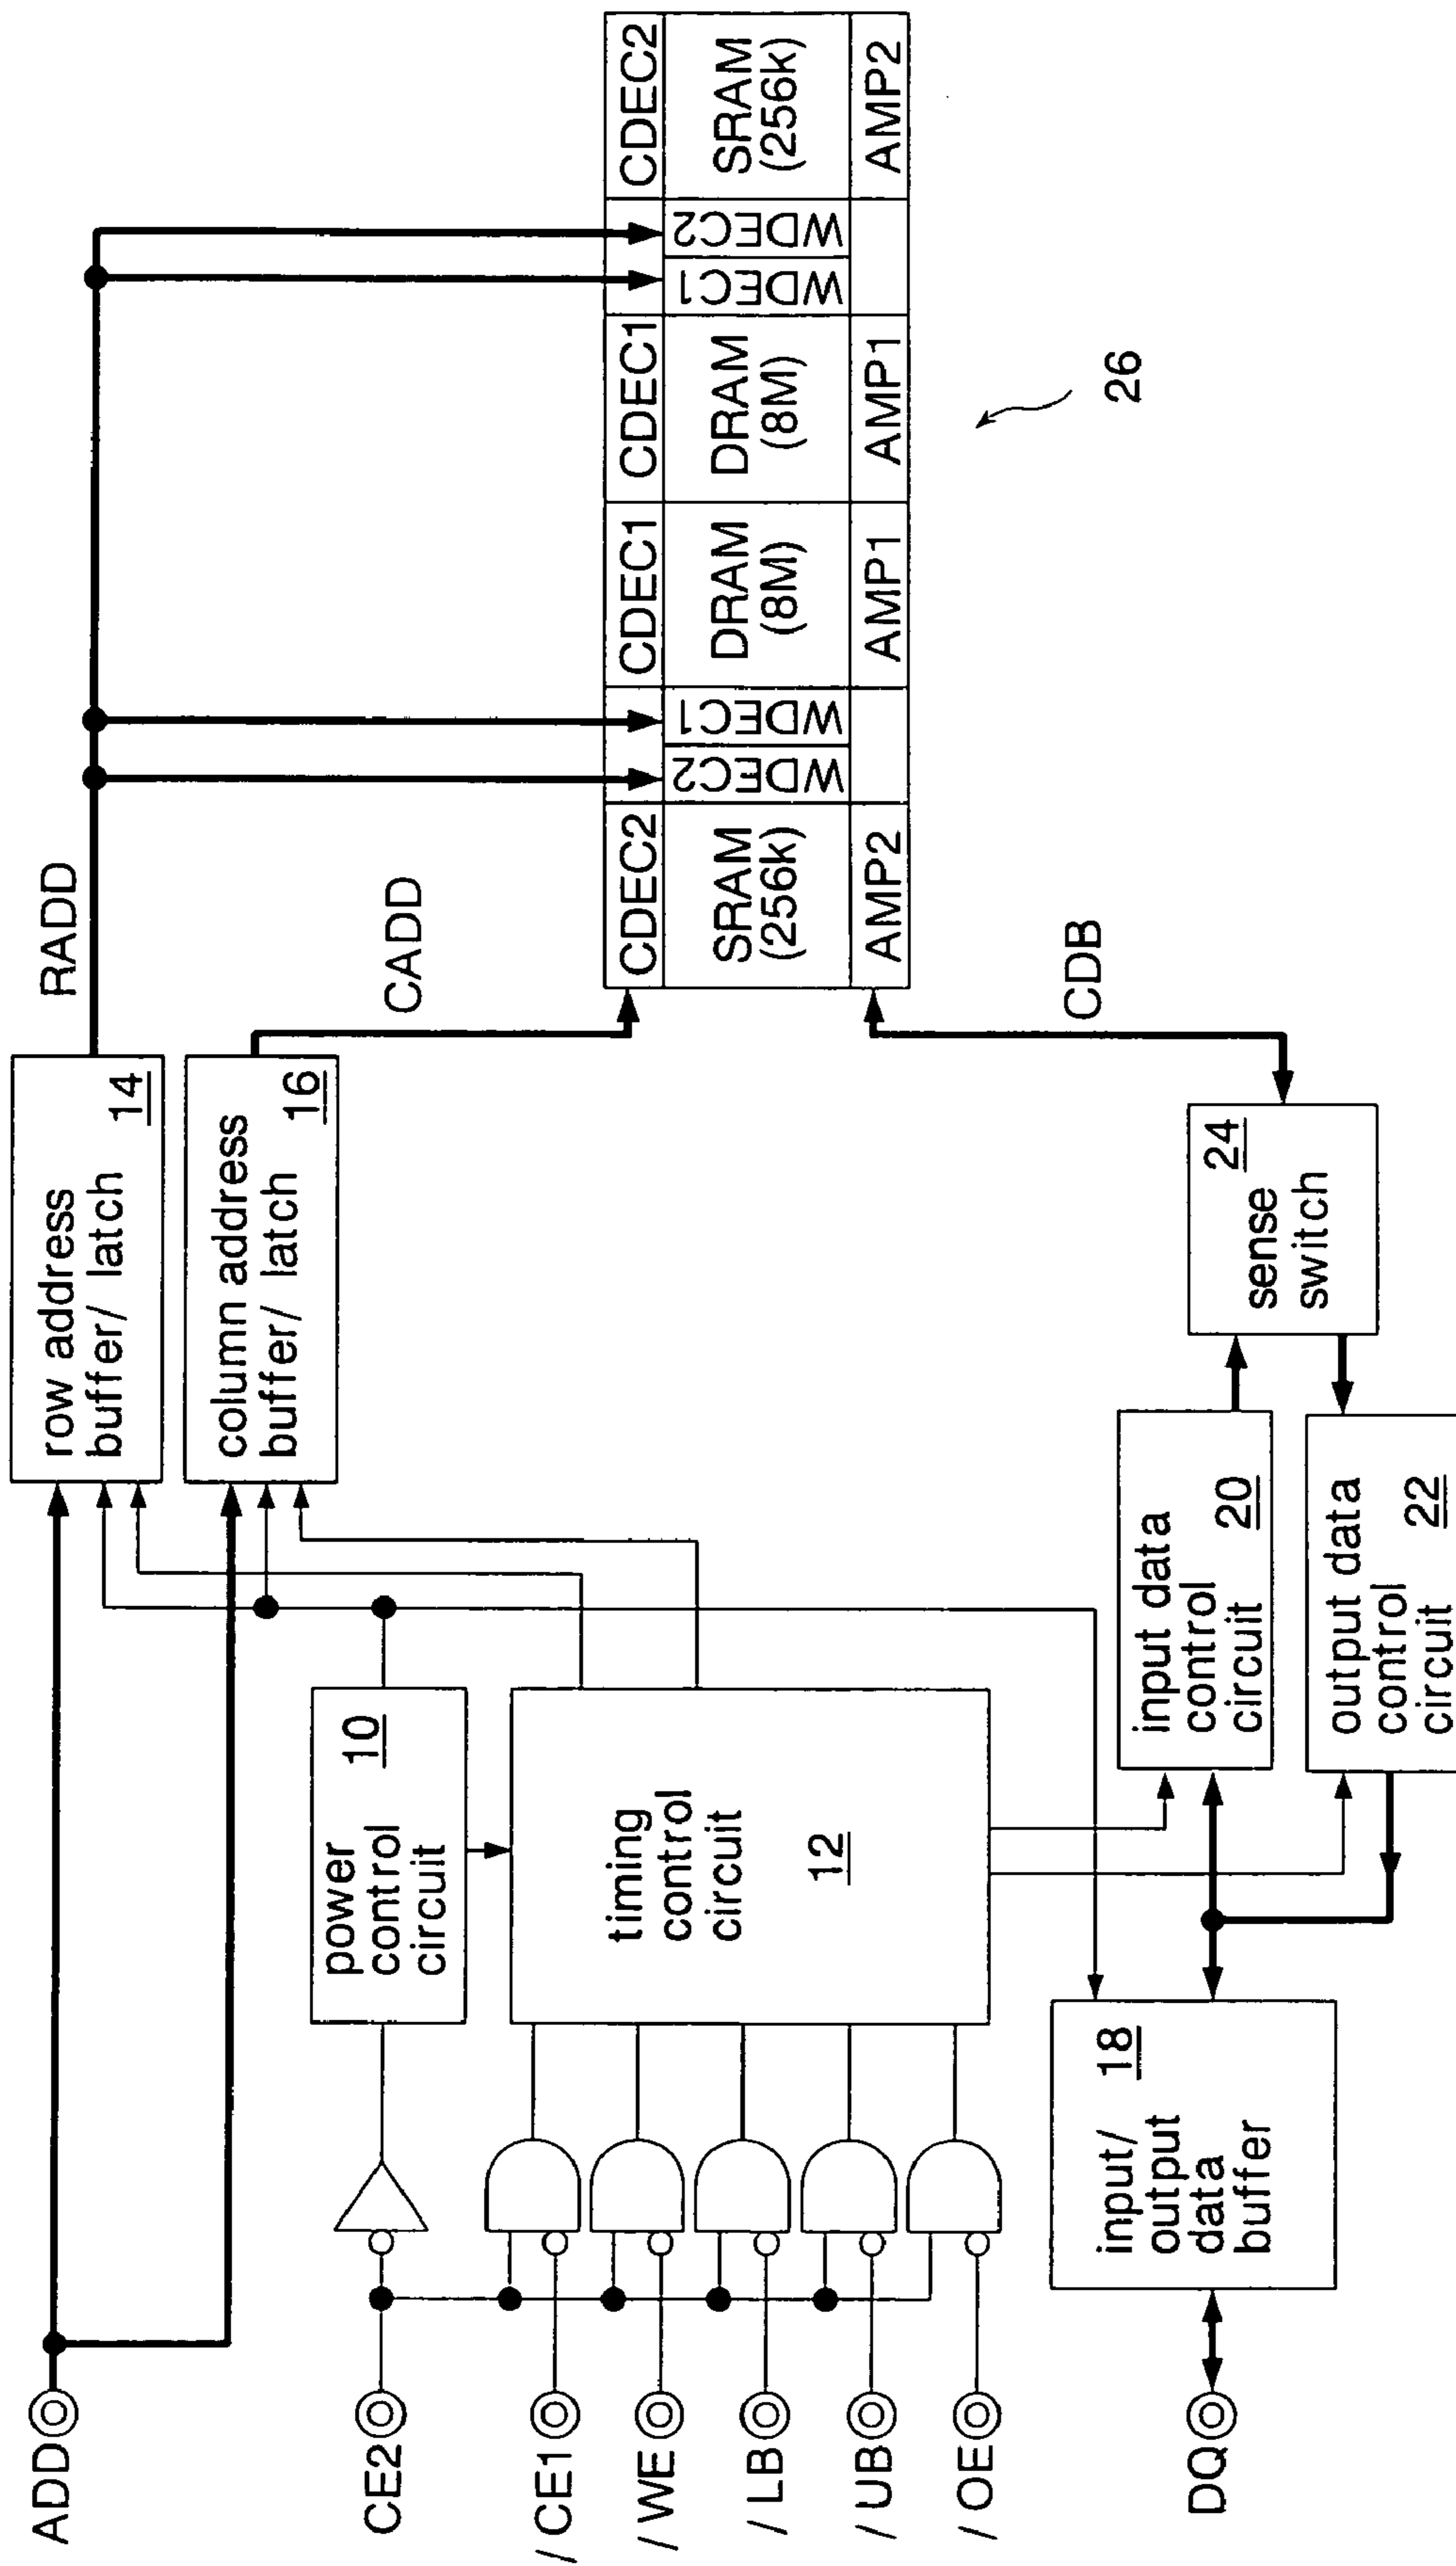 ADD
CE2
/ CE1
/ WE
/ LB
/ UB
/ OE
DQ
power
control
circuit
10
timing
control
circuit
12
row address
buffer/ latch
14
column address
buffer/ latch
16
input/
output
data
buffer
18
input data
control
circuit
20
output data
control
circuit
22
sense
switch
24
RADD
CADD
CDB
CDEC2
CDEC1
CDEC1
CDEC2
SRAM
(256k)
WDEC2
WDEC1
DRAM
(8M)
DRAM
(8M)
WDEC1
WDEC2
SRAM
(256k)
AMP2
AMP1
AMP1
AMP2
26